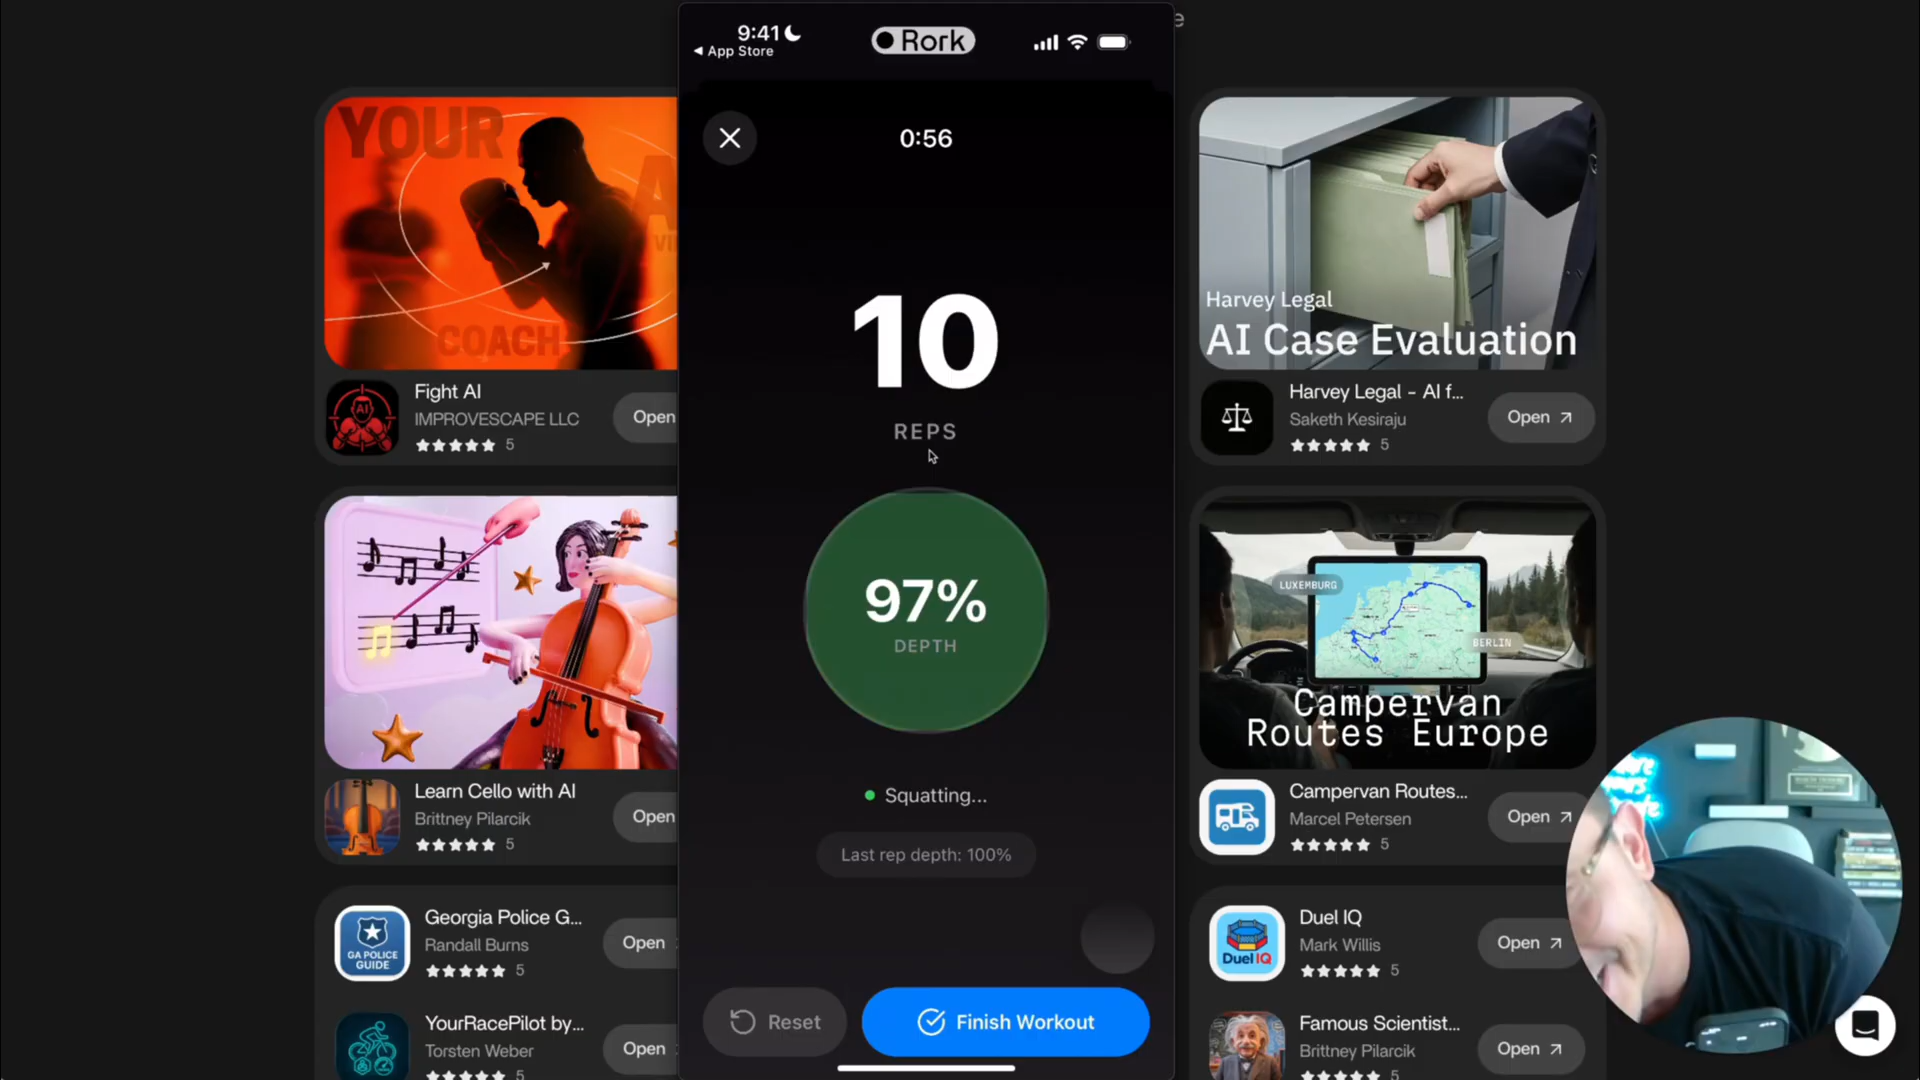 9:41
App Store
Rork
0:56
10
REPS
97%
DEPTH
Squatting...
Last rep depth: 100%
Reset
Finish Workout
YOUR
COACH
Fight AI
IMPROVESCAPE LLC
5
Open
Learn Cello with AI
Brittney Pilarcik
5
Open
GA POLICE
GUIDE
Georgia Police G...
Randall Burns
5
Open
YourRacePilot by...
Torsten Weber
5
Open
Harvey Legal
AI Case Evaluation
Harvey Legal - AI f...
Saketh Kesiraju
5
Open
LUXEMBURG
BERLIN
Campervan
Routes Europe
Campervan Routes...
Marcel Petersen
5
Open
Duel IQ
Duel IQ
Mark Willis
5
Open
Famous Scientist...
Brittney Pilarcik
5
Open